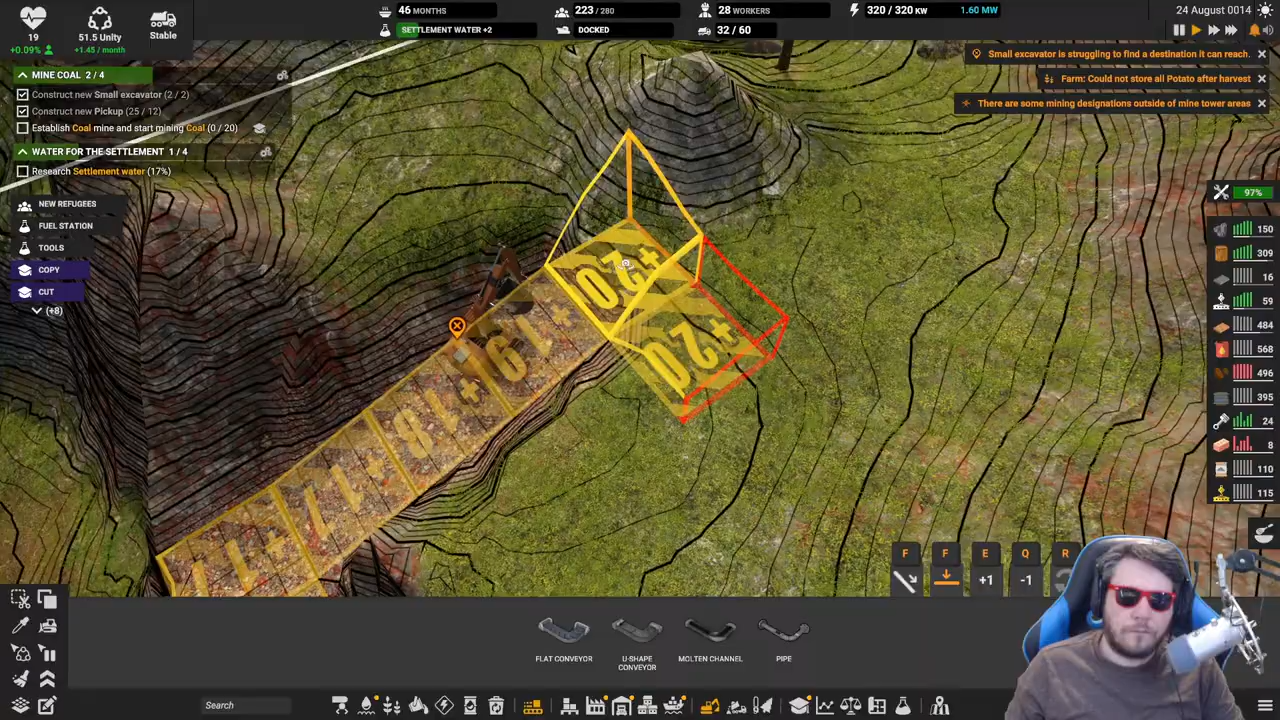 46 MONTHS
223 / 280
28 WORKERS
320 / 320 KW
1.60 MW
24 August 0014
19
51.5 Unity
Stable
SETTLEMENT WATER +2
DOCKED
32 / 60
+0.09%
+1.45 / month
Small excavator is struggling to find a destination it can reach.
MINE COAL 2 / 4
Farm: Could not store all Potato after harvest
Construct new Small excavator (2 / 2)
There are some mining designations outside of mine tower areas
Construct new Pickup (25 / 12)
Establish Coal mine and start mining Coal (0 / 20)
WATER FOR THE SETTLEMENT 1 / 4
Research Settlement water (17%)
97%
NEW REFUGEES
FUEL STATION
TOOLS
COPY
CUT
(+8)
150
309
16
59
484
568
496
395
24
8
110
115
+20
+20
+19
+18
+17
F
F
E
Q
R
+1
-1
FLAT CONVEYOR
U-SHAPE CONVEYOR
MOLTEN CHANNEL
PIPE
Search